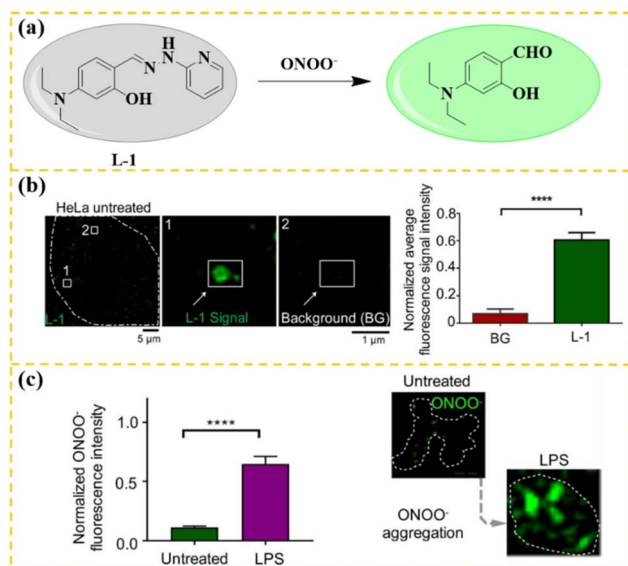 (a)
H
N
N
N
OH
N
L-1
ONOO⁻
CHO
N
OH
(b)
HeLa untreated
2
1
L-1
5 µm
1
L-1 Signal
2
Background (BG)
1 µm
Normalized average
fluorescence signal intensity
0.8
0.6
0.4
0.2
0
****
BG
L-1
(c)
Normalized ONOO⁻
fluorescence intensity
1.0
0.5
0.0
****
Untreated
LPS
Untreated
ONOO⁻
LPS
ONOO⁻
aggregation